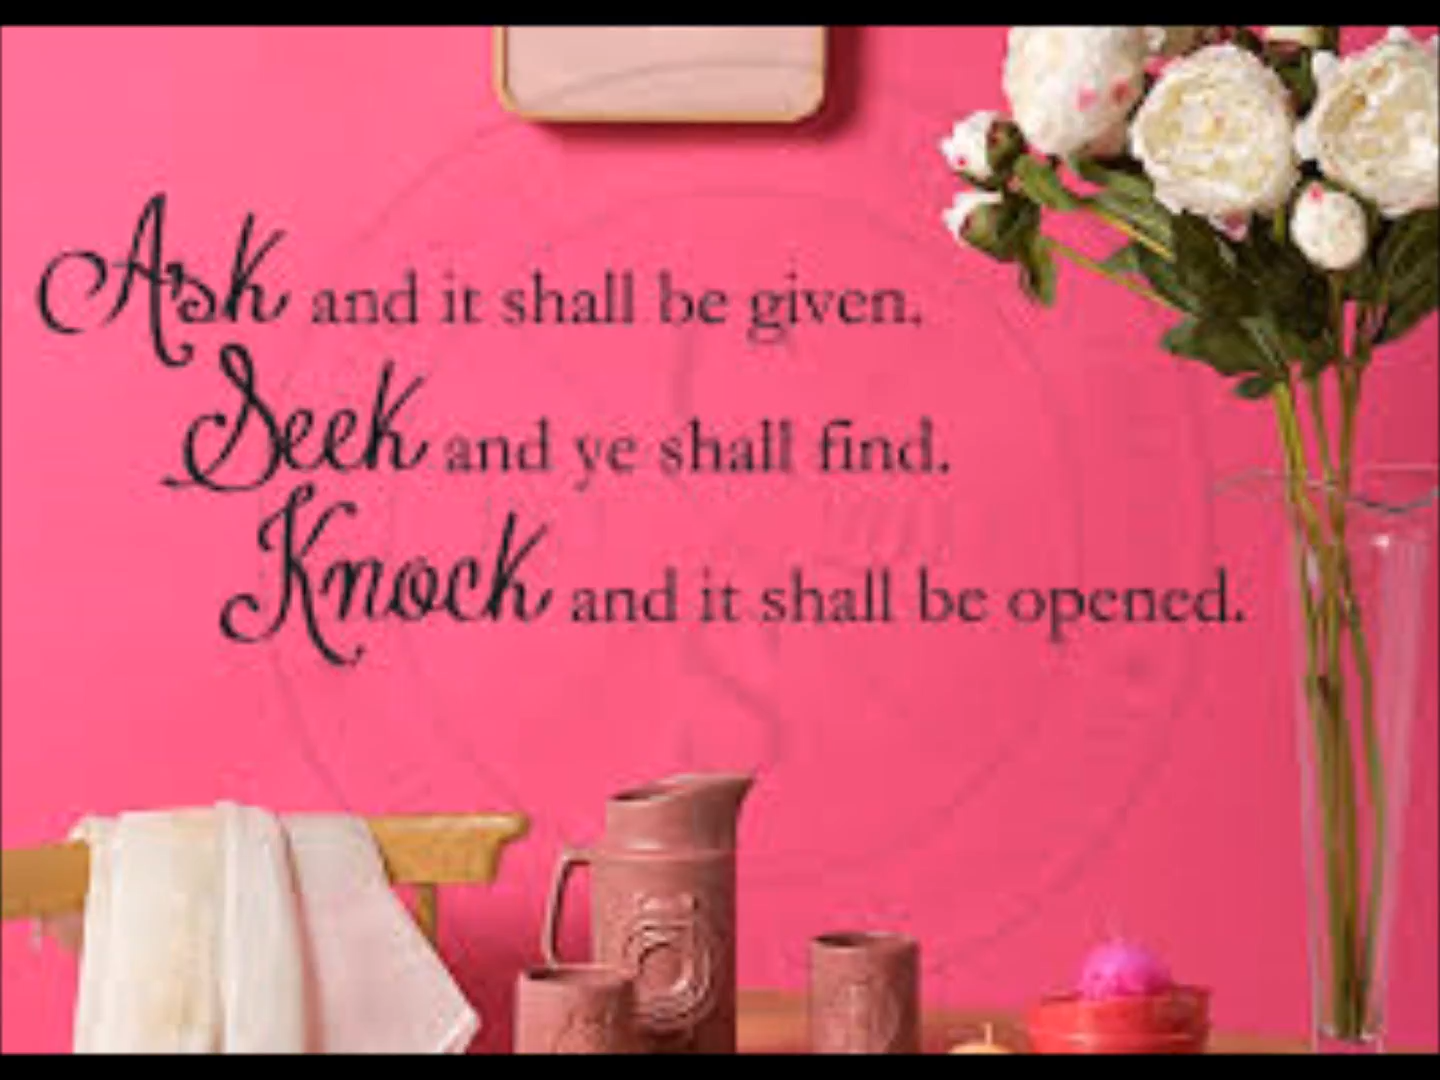 Ask and it shall be given.
Seek and ye shall find.
Knock and it shall be opened.